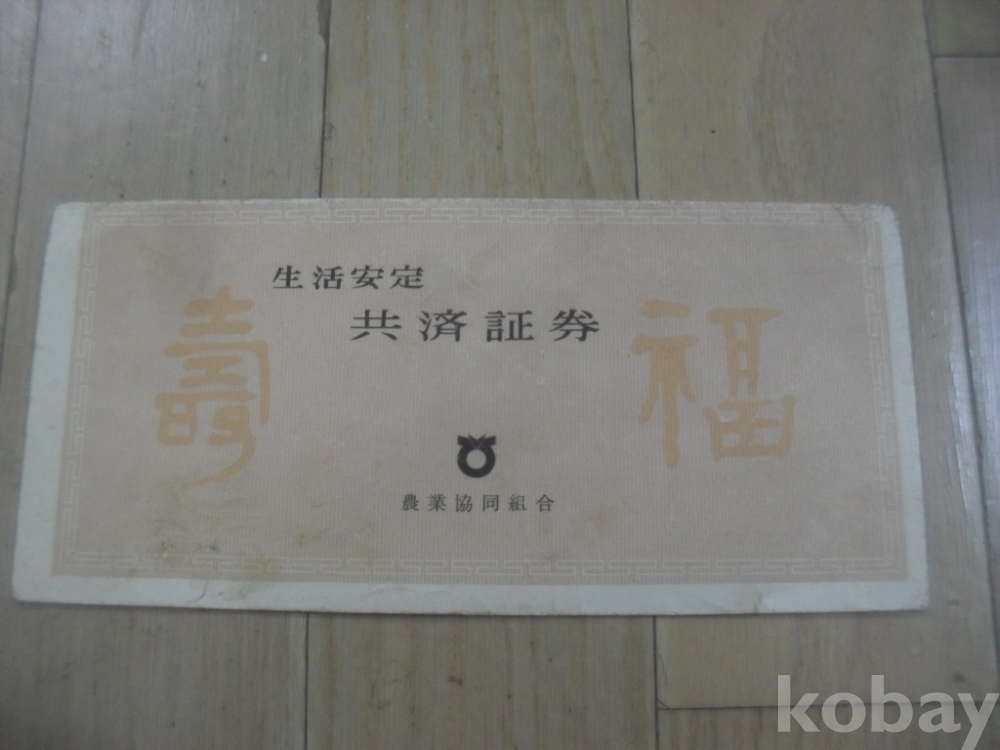 生活安定
共済証券
壽
福
農業協同組合
kobay